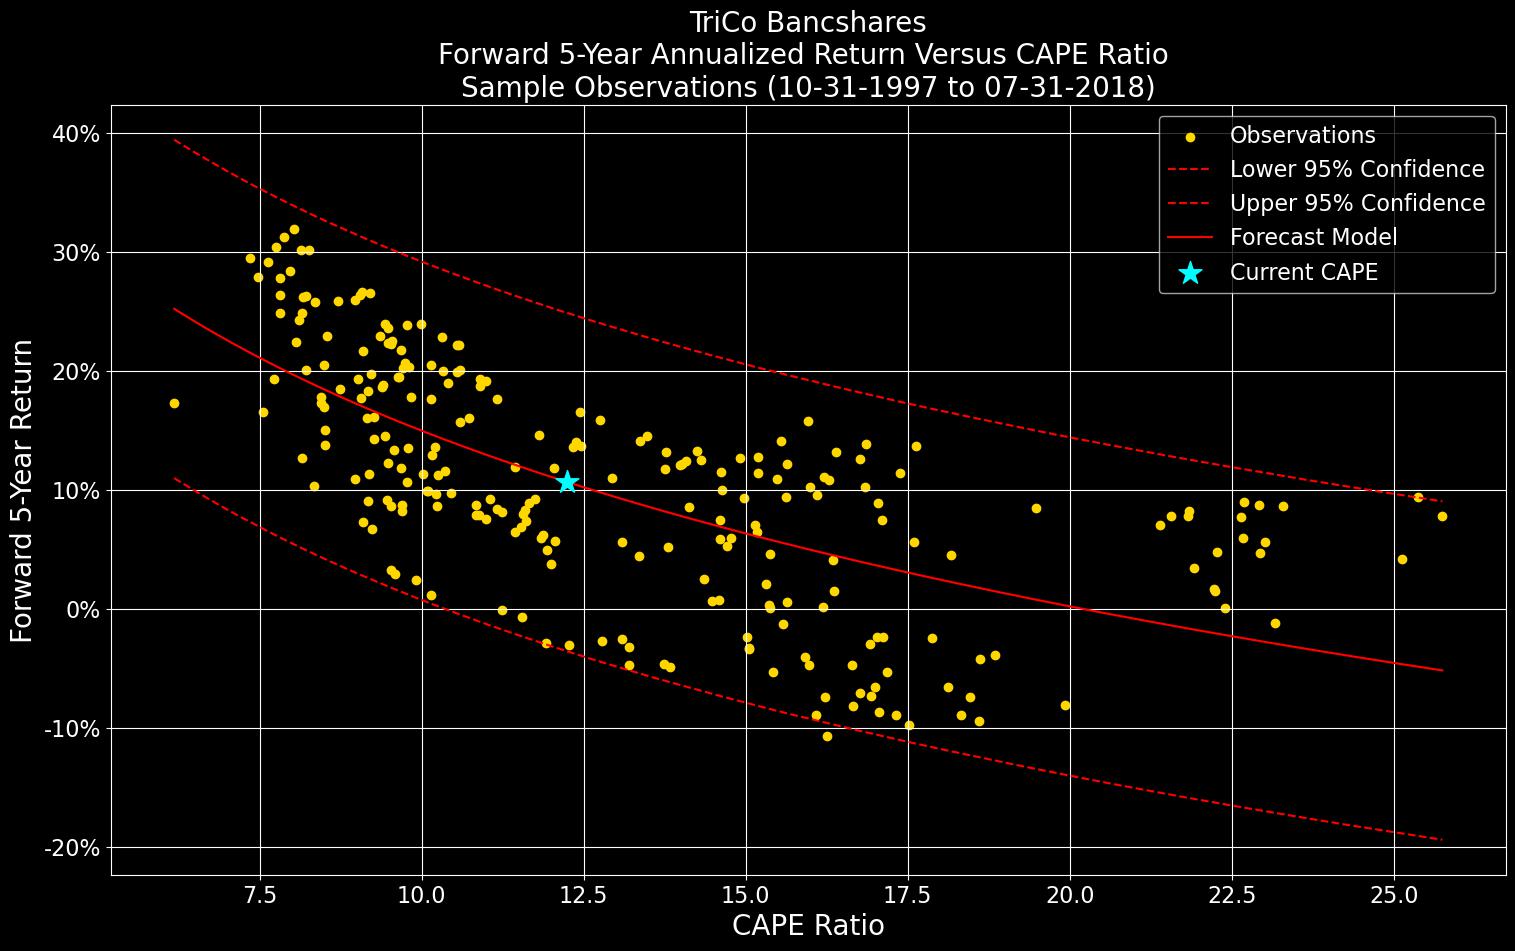 TriCo Bancshares
Forward 5-Year Annualized Return Versus CAPE Ratio
Sample Observations (10-31-1997 to 07-31-2018)
Observations
Lower 95% Confidence
Upper 95% Confidence
Forecast Model
Current CAPE
Forward 5-Year Return
40%
30%
20%
10%
0%
-10%
-20%
7.5
10.0
12.5
15.0
17.5
20.0
22.5
25.0
CAPE Ratio